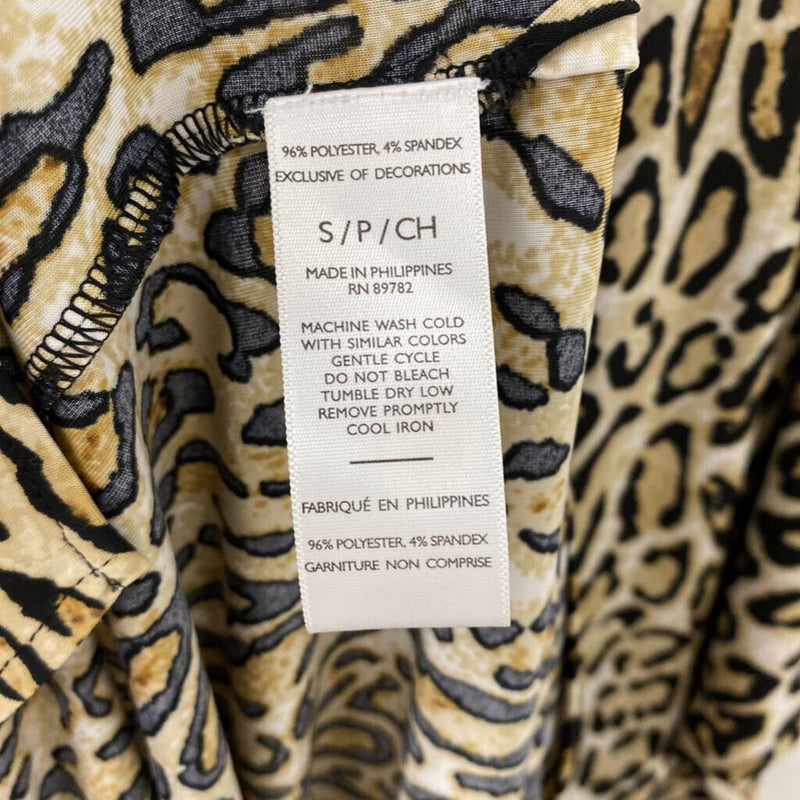 96% POLYESTER, 4% SPANDEX
EXCLUSIVE OF DECORATIONS
S / P / CH
MADE IN PHILIPPINES
RN 89782
MACHINE WASH COLD
WITH SIMILAR COLORS
GENTLE CYCLE
DO NOT BLEACH
TUMBLE DRY LOW
REMOVE PROMPTLY
COOL IRON
FABRIQUÉ EN PHILIPPINES
96% POLYESTER, 4% SPANDEX
GARNITURE NON COMPRISE